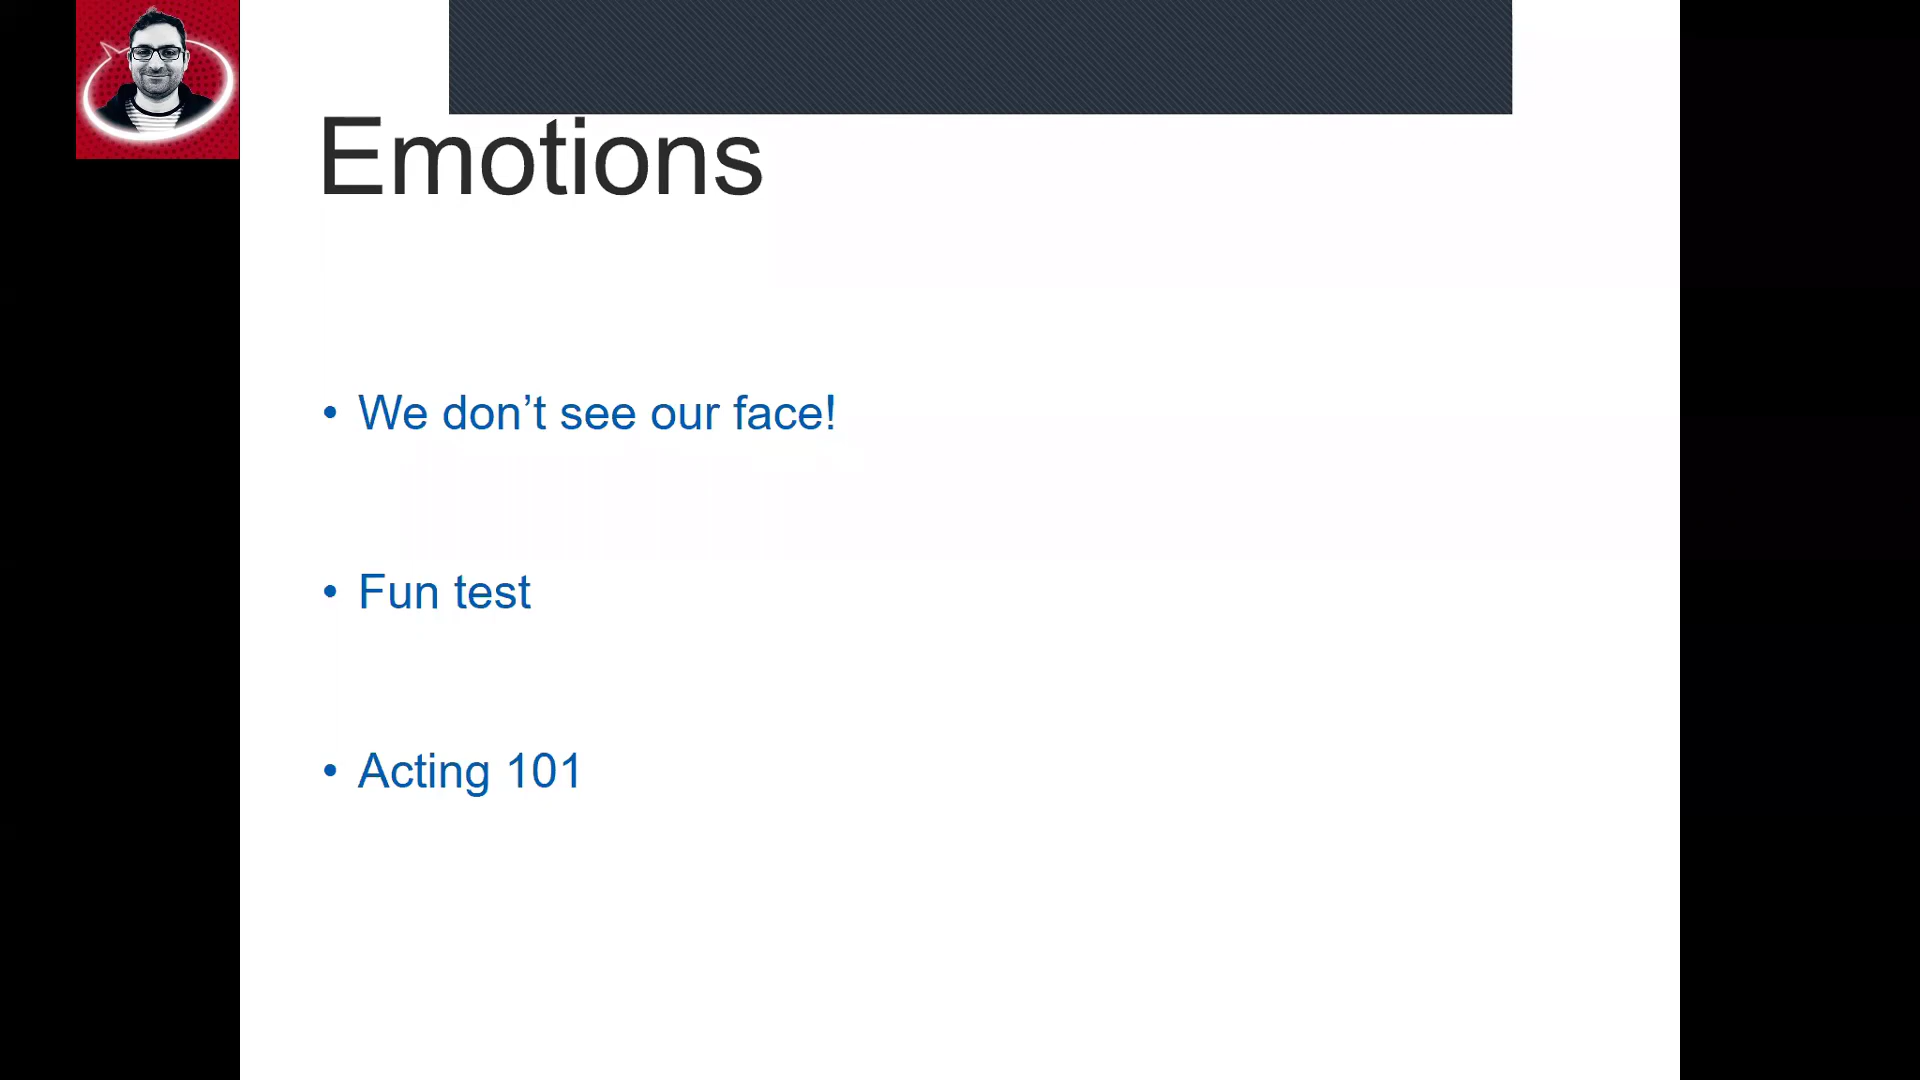 Emotions
• We don’t see our face!
• Fun test
• Acting 101